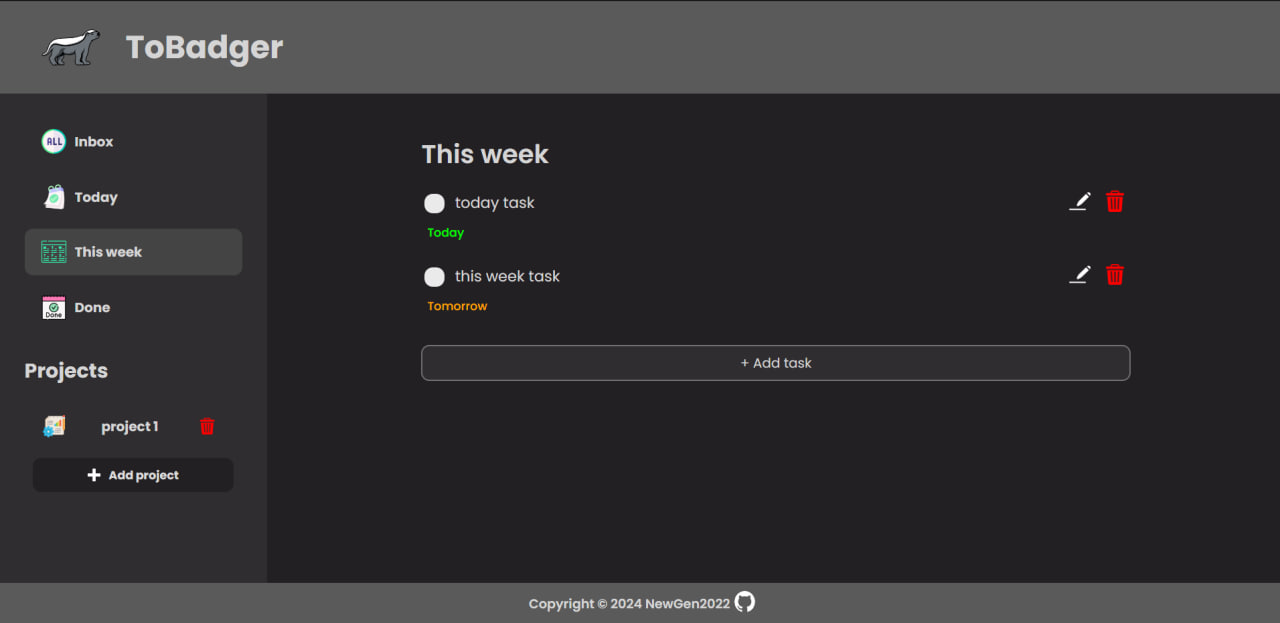 ToBadger
ALL Inbox
Today
This week
Done Done
Projects
project 1
Add project
This week
today task
Today
this week task
Tomorrow
+ Add task
Copyright © 2024 NewGen2022